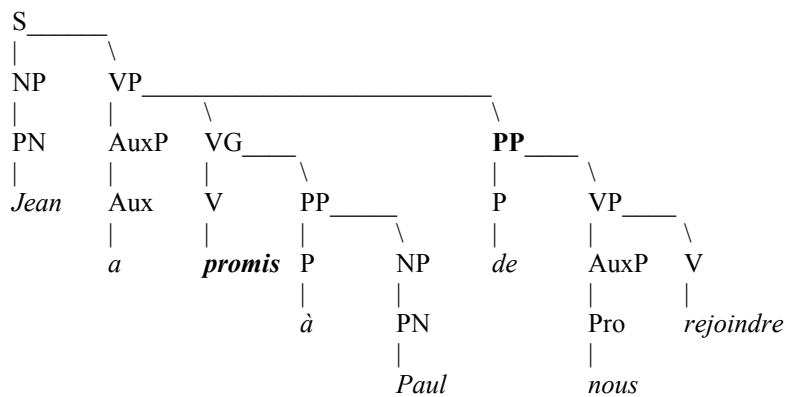 S
NP VP
PN AuxP VG PP
Jean Aux V PP P VP
a promis P NP de AuxP V
à PN Pro rejoindre
Paul nous